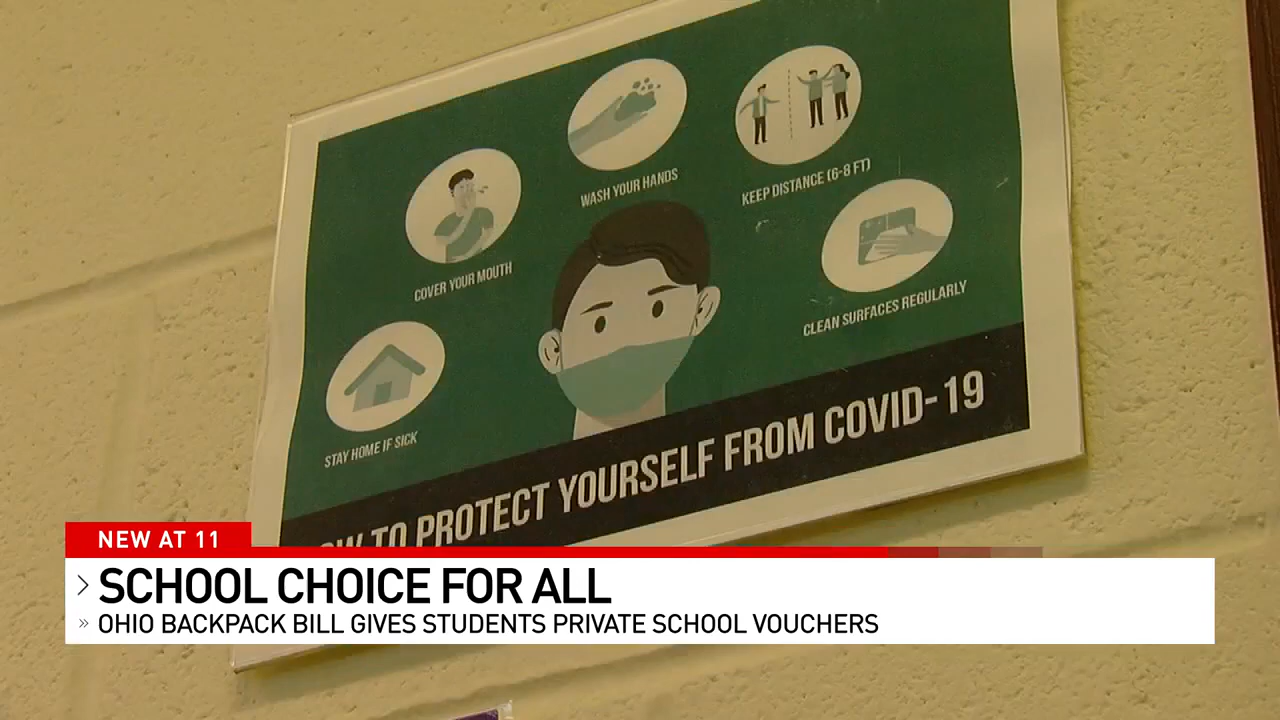 WASH YOUR HANDS
KEEP DISTANCE (6-8 FT)
COVER YOUR MOUTH
CLEAN SURFACES REGULARLY
STAY HOME IF SICK
TO PROTECT YOURSELF FROM COVID-19
NEW AT 11
SCHOOL CHOICE FOR ALL
OHIO BACKPACK BILL GIVES STUDENTS PRIVATE SCHOOL VOUCHERS